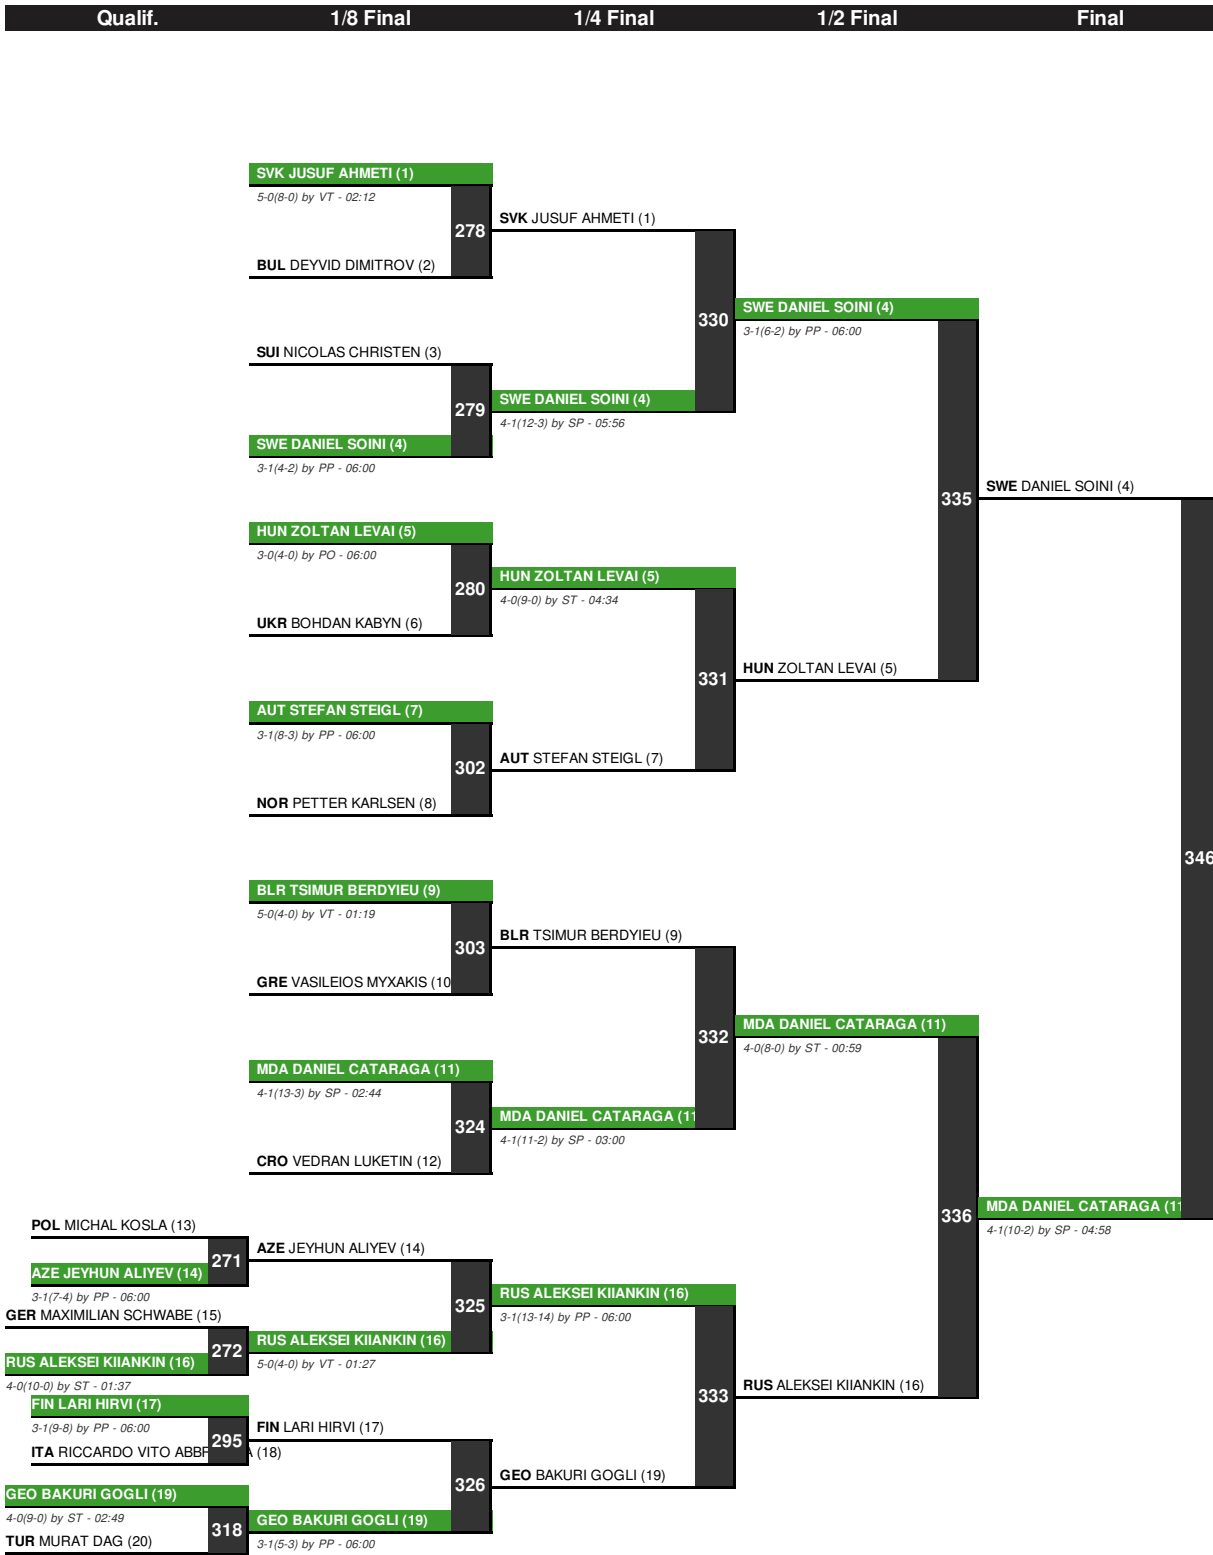 Qualif. 1/8 Final 1/4 Final 1/2 Final Final
SVK JUSUF AHMETI (1)
5-0(8-0) by VT - 02:12
278
SVK JUSUF AHMETI (1)
BUL DEYVID DIMITROV (2)
330
SWE DANIEL SOINI (4)
3-1(6-2) by PP - 06:00
SUI NICOLAS CHRISTEN (3)
279
SWE DANIEL SOINI (4)
4-1(12-3) by SP - 05:56
SWE DANIEL SOINI (4)
3-1(4-2) by PP - 06:00
335
SWE DANIEL SOINI (4)
HUN ZOLTAN LEVAI (5)
3-0(4-0) by PO - 06:00
280
HUN ZOLTAN LEVAI (5)
4-0(9-0) by ST - 04:34
UKR BOHDAN KABYN (6)
331
HUN ZOLTAN LEVAI (5)
AUT STEFAN STEIGL (7)
3-1(8-3) by PP - 06:00
302
AUT STEFAN STEIGL (7)
NOR PETTER KARLSEN (8)
346
BLR TSIMUR BERDYIEU (9)
5-0(4-0) by VT - 01:19
303
BLR TSIMUR BERDYIEU (9)
GRE VASILEIOS MYXAKIS (10
332
MDA DANIEL CATARAGA (11)
4-0(8-0) by ST - 00:59
MDA DANIEL CATARAGA (11)
4-1(13-3) by SP - 02:44
324
MDA DANIEL CATARAGA (11
4-1(11-2) by SP - 03:00
CRO VEDRAN LUKETIN (12)
336
MDA DANIEL CATARAGA (11
4-1(10-2) by SP - 04:58
POL MICHAL KOSLA (13)
271
AZE JEYHUN ALIYEV (14)
AZE JEYHUN ALIYEV (14)
3-1(7-4) by PP - 06:00
325
RUS ALEKSEI KIIANKIN (16)
3-1(13-14) by PP - 06:00
GER MAXIMILIAN SCHWABE (15)
272
RUS ALEKSEI KIIANKIN (16)
5-0(4-0) by VT - 01:27
RUS ALEKSEI KIIANKIN (16)
4-0(10-0) by ST - 01:37
333
RUS ALEKSEI KIIANKIN (16)
FIN LARI HIRVI (17)
3-1(9-8) by PP - 06:00
295
FIN LARI HIRVI (17)
ITA RICCARDO VITO (18)
326
GEO BAKURI GOGLI (19)
GEO BAKURI GOGLI (19)
4-0(9-0) by ST - 02:49
318
GEO BAKURI GOGLI (19)
3-1(5-3) by PP - 06:00
TUR MURAT DAG (20)